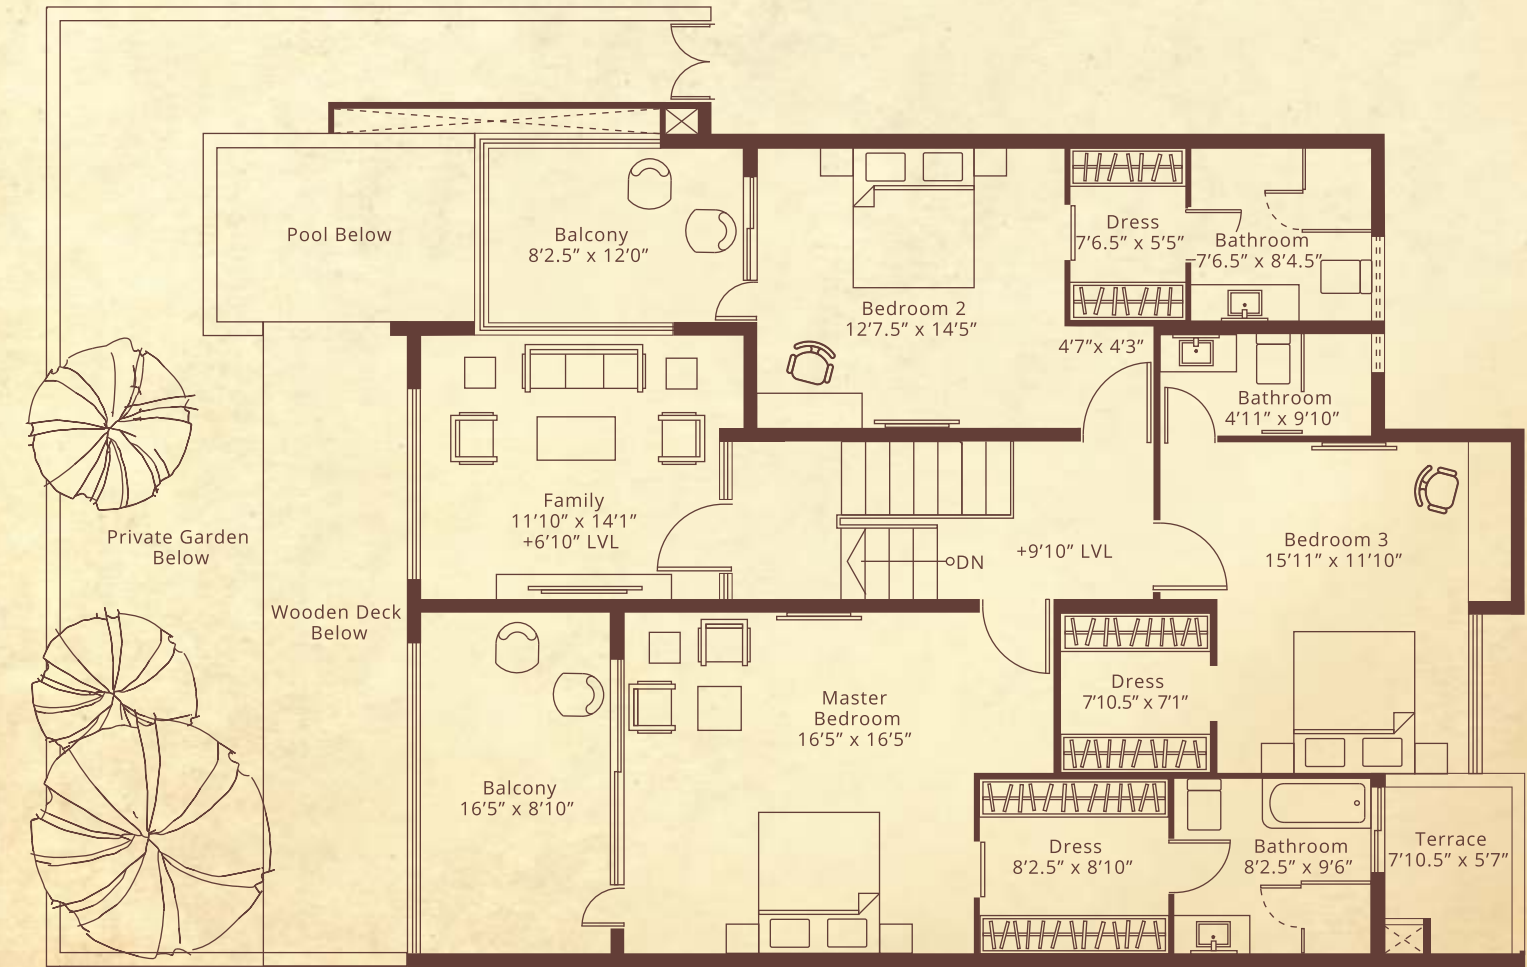 Pool Below
Balcony
8’2.5” x 12’0”
Bedroom 2
12’7.5” x 14’5”
Dress
7’6.5” x 5’5”
Bathroom
7’6.5” x 8’4.5”
4’7”x 4’3”
Bathroom
4’11” x 9’10”
Family
11’10” x 14’1”
+6’10” LVL
Private Garden
Below
DN
+9’10” LVL
Bedroom 3
15’11” x 11’10”
Wooden Deck
Below
Master
Bedroom
16’5” x 16’5”
Dress
7’10.5” x 7’1”
Balcony
16’5” x 8’10”
Dress
8’2.5” x 8’10”
Bathroom
8’2.5” x 9’6”
Terrace
7’10.5” x 5’7”